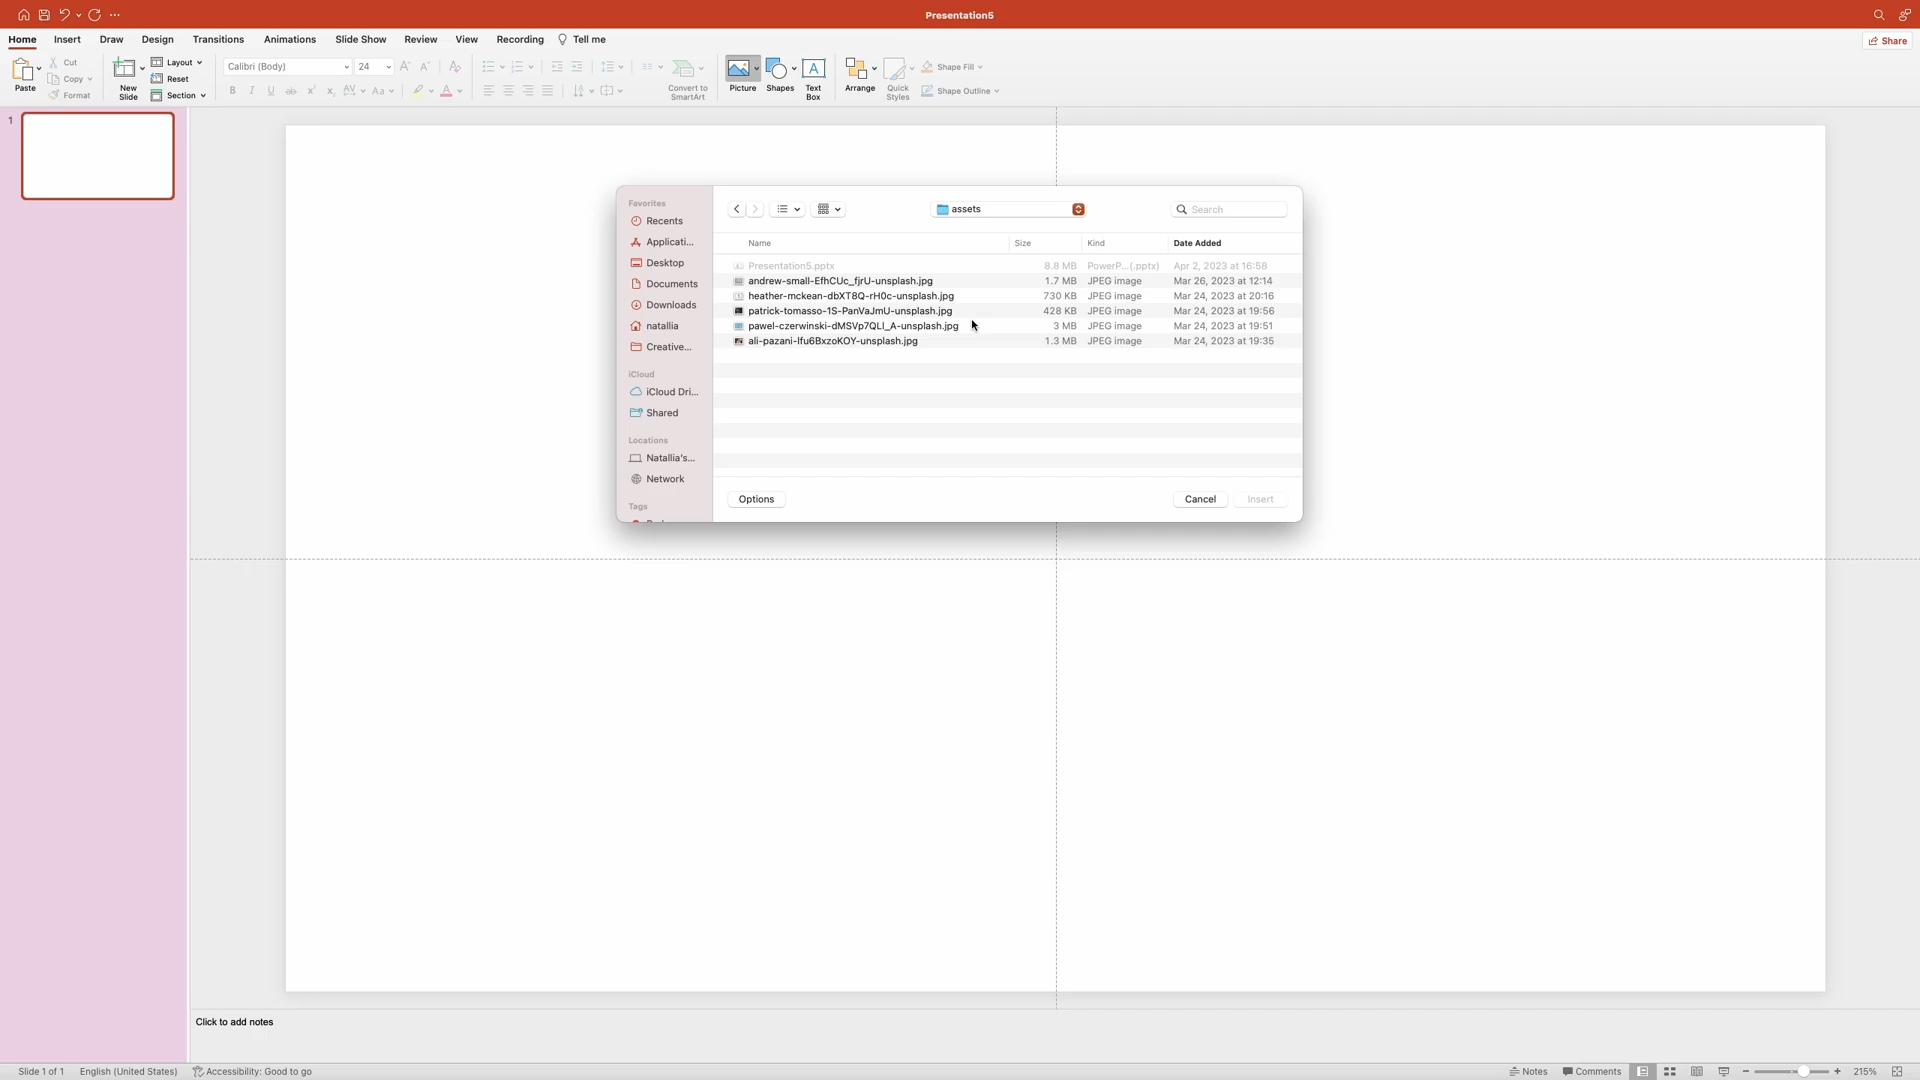 Presentation5
Home Insert Draw Design Transitions Animations Slide Show Review View Recording Tell me
Share
Paste
Cut
Copy
Format
New
Slide
Layout
Reset
Section
Calibri (Body) 24
Convert to
SmartArt
Picture
Shapes
Text
Box
Arrange
Quick
Styles
Shape Fill
Shape Outline
1
Favorites
Recents
Applicati...
Desktop
Documents
Downloads
natallia
Creative...
iCloud
iCloud Dri...
Shared
Locations
Natallia's...
Network
Tags
assets
Search
Name Size Kind Date Added
Presentation5.pptx 8.8 MB PowerP...(.pptx) Apr 2, 2023 at 16:58
andrew-small-EfhCUc_fjrU-unsplash.jpg 1.7 MB JPEG image Mar 26, 2023 at 12:14
heather-mckean-dbXT8Q-rH0c-unsplash.jpg 730 KB JPEG image Mar 24, 2023 at 20:16
patrick-tomasso-1S-PanVaJmU-unsplash.jpg 428 KB JPEG image Mar 24, 2023 at 19:56
pawel-czerwinski-dMSVp7QLI_A-unsplash.jpg 3 MB JPEG image Mar 24, 2023 at 19:51
ali-pazani-lfu6BxzoKOY-unsplash.jpg 1.3 MB JPEG image Mar 24, 2023 at 19:35
Options
Cancel
Insert
Click to add notes
Slide 1 of 1 English (United States) Accessibility: Good to go
Notes Comments 215%